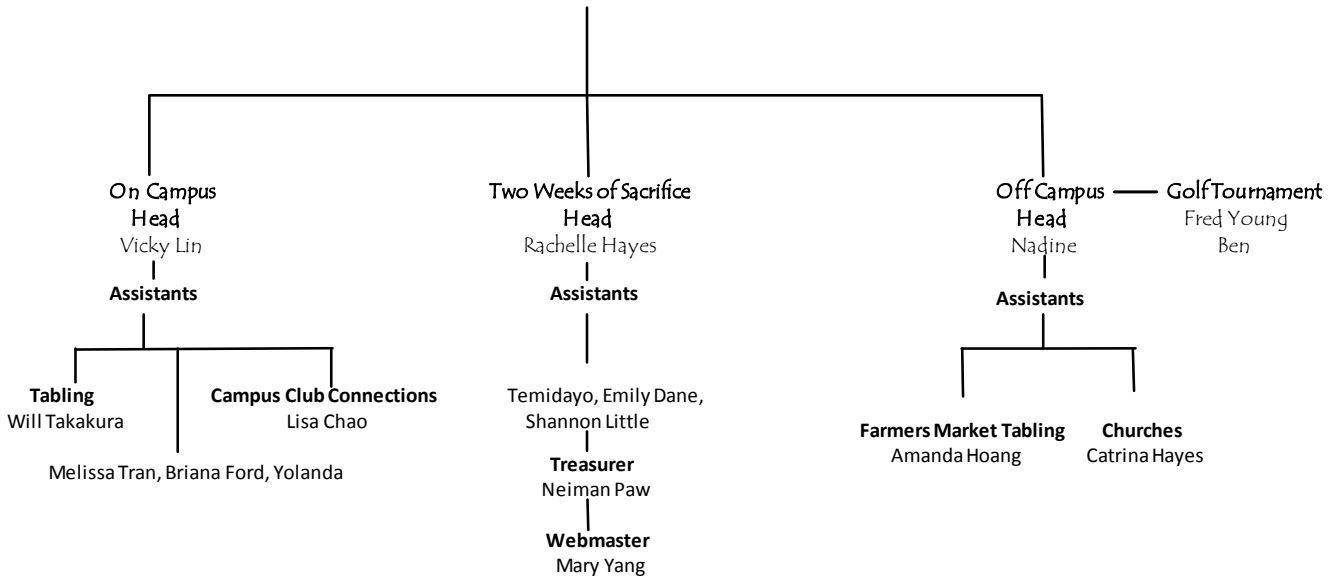 On Campus
Head
Vicky Lin
Assistants
Tabling
Will Takakura
Campus Club Connections
Lisa Chao
Melissa Tran, Briana Ford, Yolanda
Two Weeks of Sacrifice
Head
Rachelle Hayes
Assistants
Temidayo, Emily Dane,
Shannon Little
Treasurer
Neiman Paw
Webmaster
Mary Yang
Off Campus
Head
Nadine
Assistants
Farmers Market Tabling
Amanda Hoang
Churches
Catrina Hayes
Golf Tournament
Fred Young
Ben